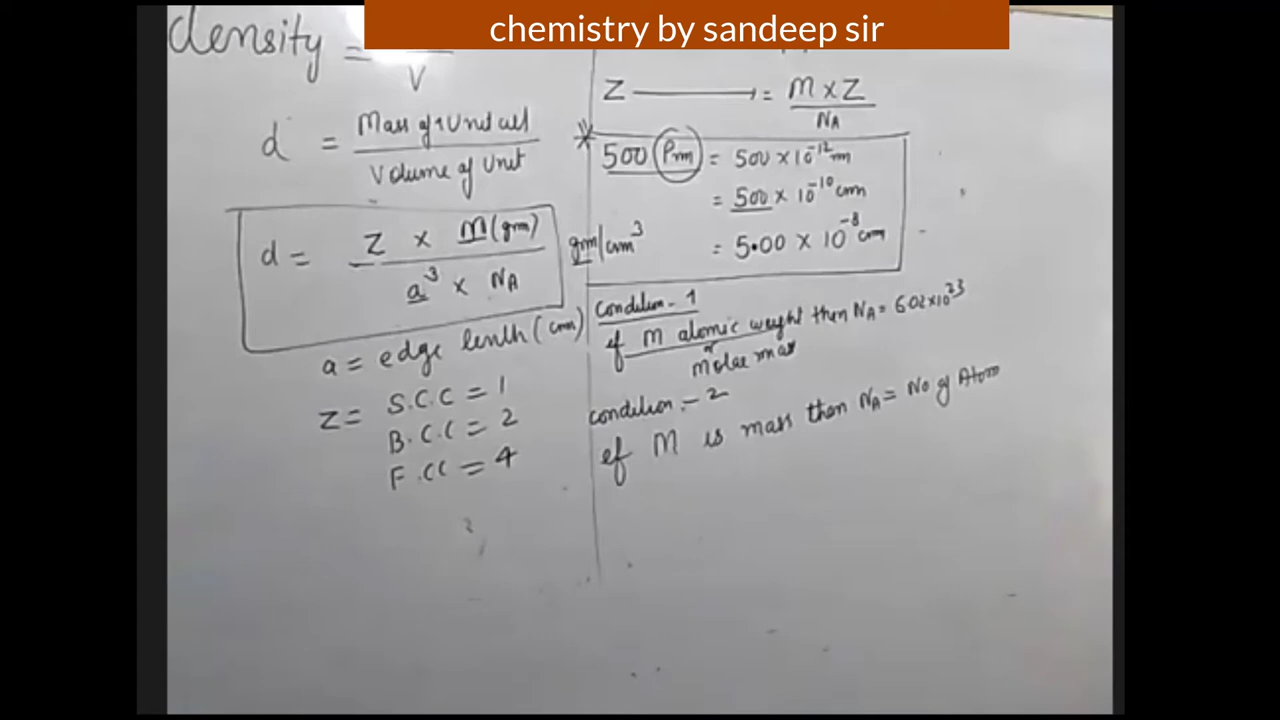 chemistry by sandeep sir
density =
V
d = Mass of 1 Unit cell
Volume of Unit
d = Z × M(gm) gm/cm³
a³ × NA
a = edge lenth (cm)
Z = S.C.C = 1
B.C.C = 2
F.CC = 4
Z ⟶ = M × Z
NA
500 Pm = 500 × 10⁻¹² m
= 500 × 10⁻¹⁰ cm
= 5.00 × 10⁻⁸ cm
Condition - 1
if M atomic weight then NA = 6.02×10²³
or
Molar mas
condition :- 2
if M is mass then NA = No of Atom